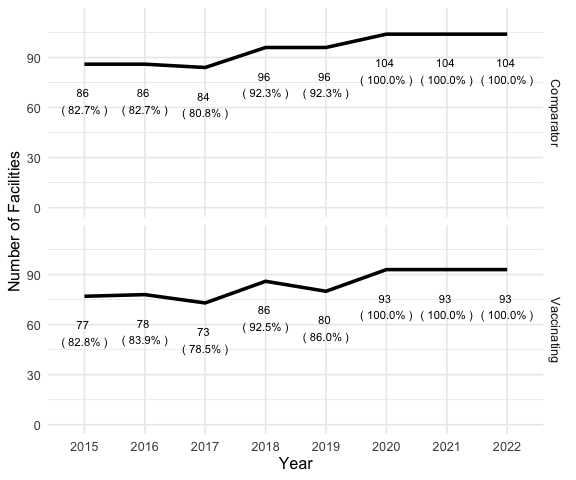 90
60
30
0
86
( 82.7% )
86
( 82.7% )
84
( 80.8% )
96
( 92.3% )
96
( 92.3% )
104
( 100.0% )
104
( 100.0% )
104
( 100.0% )
Comparator
Number of Facilities
90
60
30
0
77
( 82.8% )
78
( 83.9% )
73
( 78.5% )
86
( 92.5% )
80
( 86.0% )
93
( 100.0% )
93
( 100.0% )
93
( 100.0% )
Vaccinating
2015 2016 2017 2018 2019 2020 2021 2022
Year